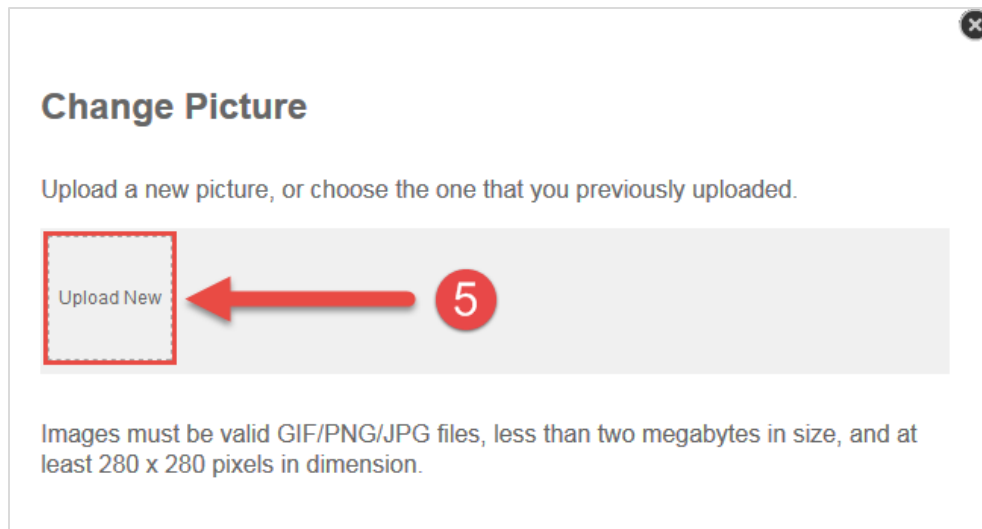 Change Picture
Upload a new picture, or choose the one that you previously uploaded.
Upload New
5
Images must be valid GIF/PNG/JPG files, less than two megabytes in size, and at
least 280 x 280 pixels in dimension.